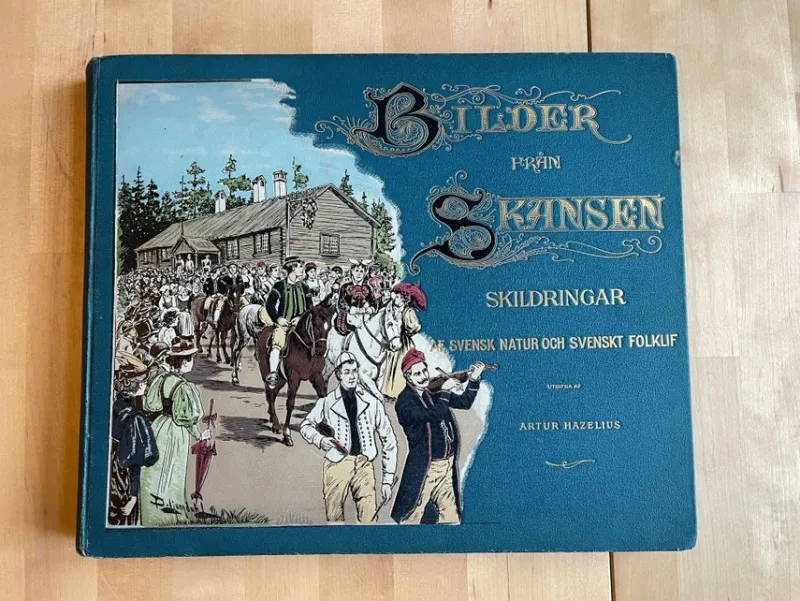 BILDER
FRÅN
SKANSEN
SKILDRINGAR
AF SVENSK NATUR OCH SVENSKT FOLKLIF
UTGIFNA AF
ARTUR HAZELIUS